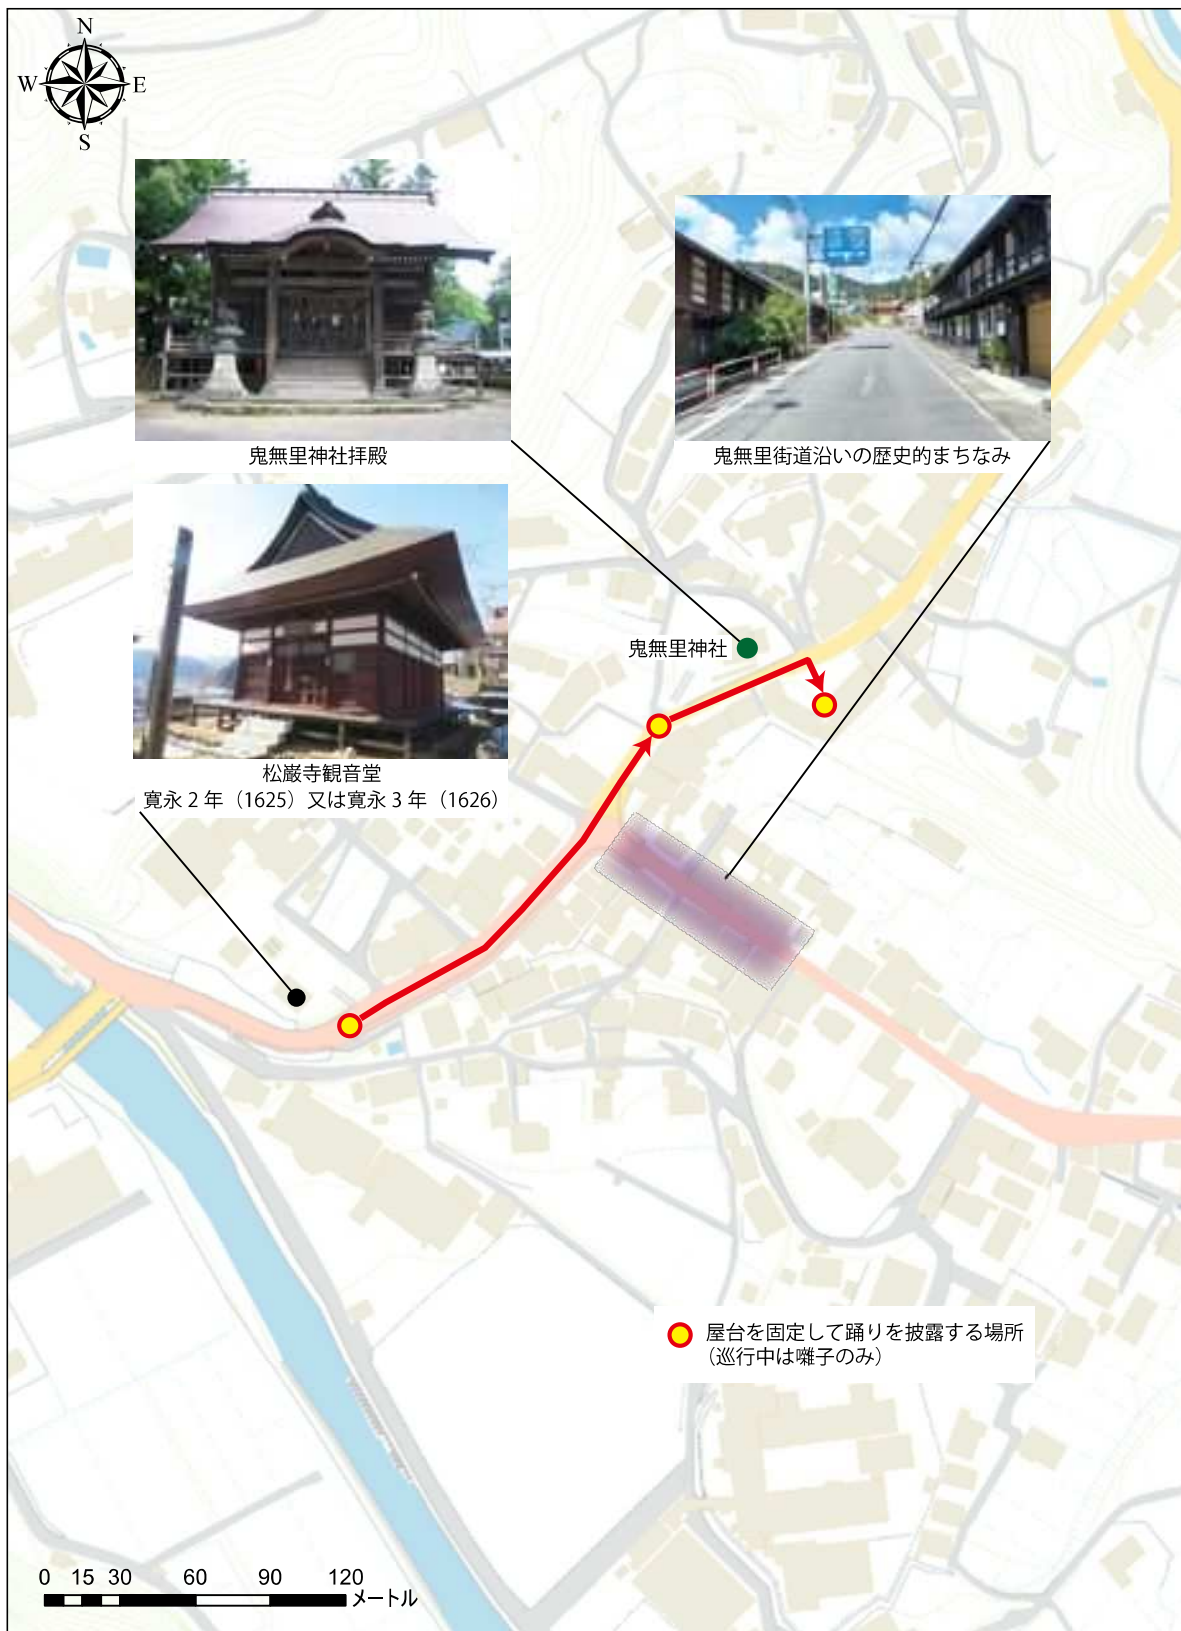 N
W
E
S
鬼無里神社拝殿
鬼無里街道沿いの歴史的まちなみ
松巌寺観音堂
寛永 2 年（1625）又は寛永 3 年（1626）
鬼無里神社
屋台を固定して踊りを披露する場所
（巡行中は囃子のみ）
0 15 30 60 90 120
メートル